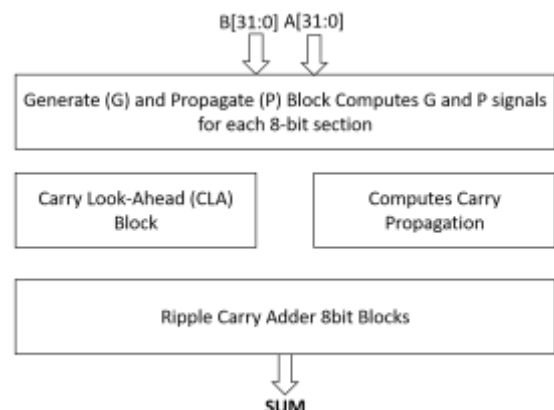 B[31:0] A[31:0]
Generate (G) and Propagate (P) Block Computes G and P signals
for each 8-bit section
Carry Look-Ahead (CLA)
Block
Computes Carry
Propagation
Ripple Carry Adder 8bit Blocks
SUM